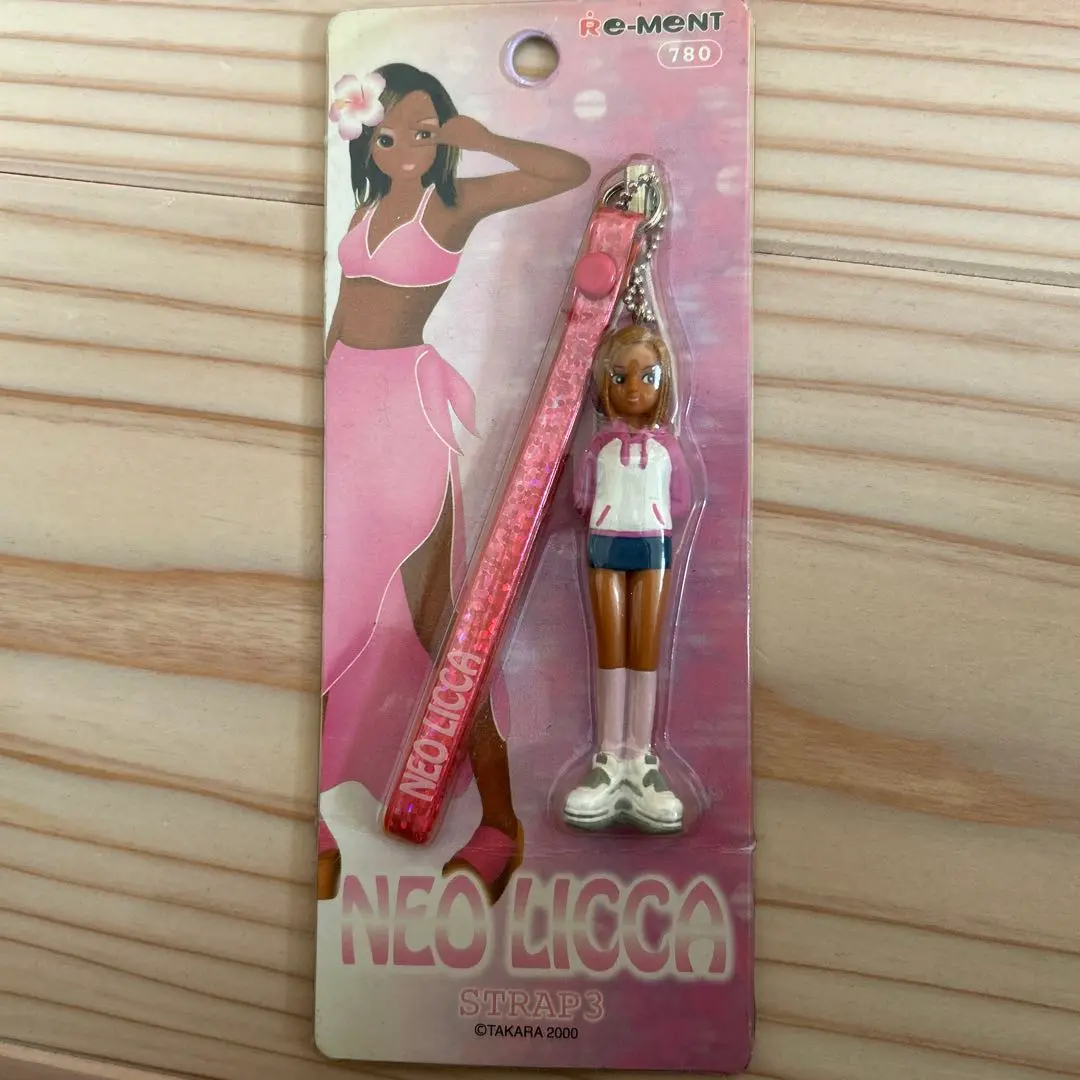 Re-MeNT
780
NEO LICCA
NEO LICCA
STRAP3
©TAKARA 2000